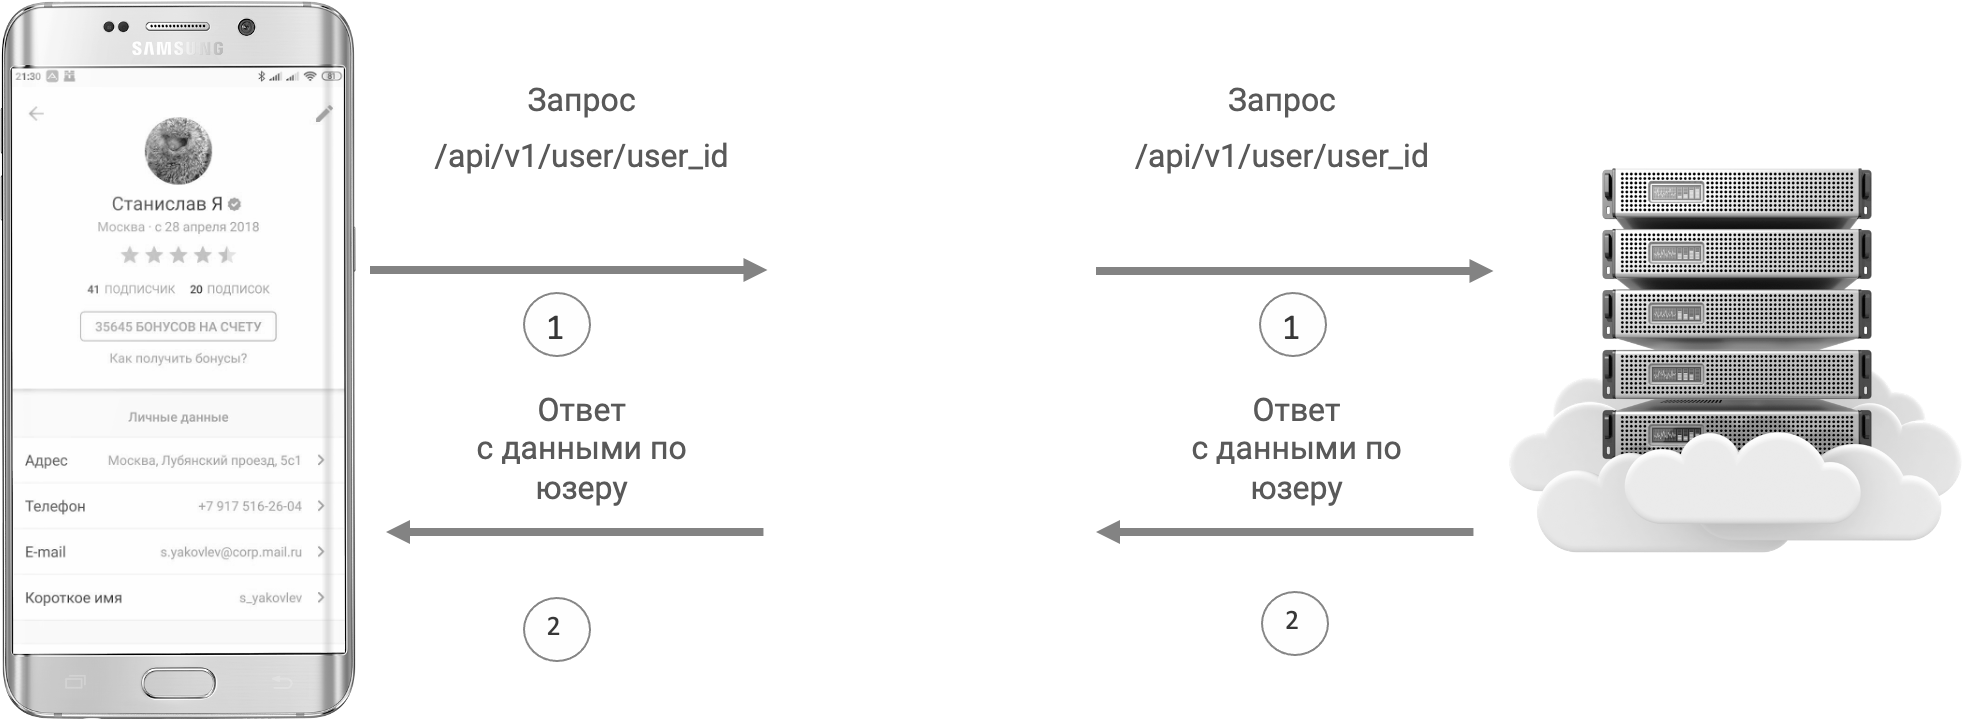 SAMSUNG
21:30
81
Станислав Я
Москва · с 28 апреля 2018
41 ПОДПИСЧИК 20 ПОДПИСОК
35645 БОНУСОВ НА СЧЕТУ
Как получить бонусы?
Личные данные
Адрес Москва, Лубянский проезд, 5с1
Телефон +7 917 516-26-04
E-mail s.yakovlev@corp.mail.ru
Короткое имя s_yakovlev
Запрос
/api/v1/user/user_id
1
Ответ
с данными по
юзеру
2
Запрос
/api/v1/user/user_id
1
Ответ
с данными по
юзеру
2